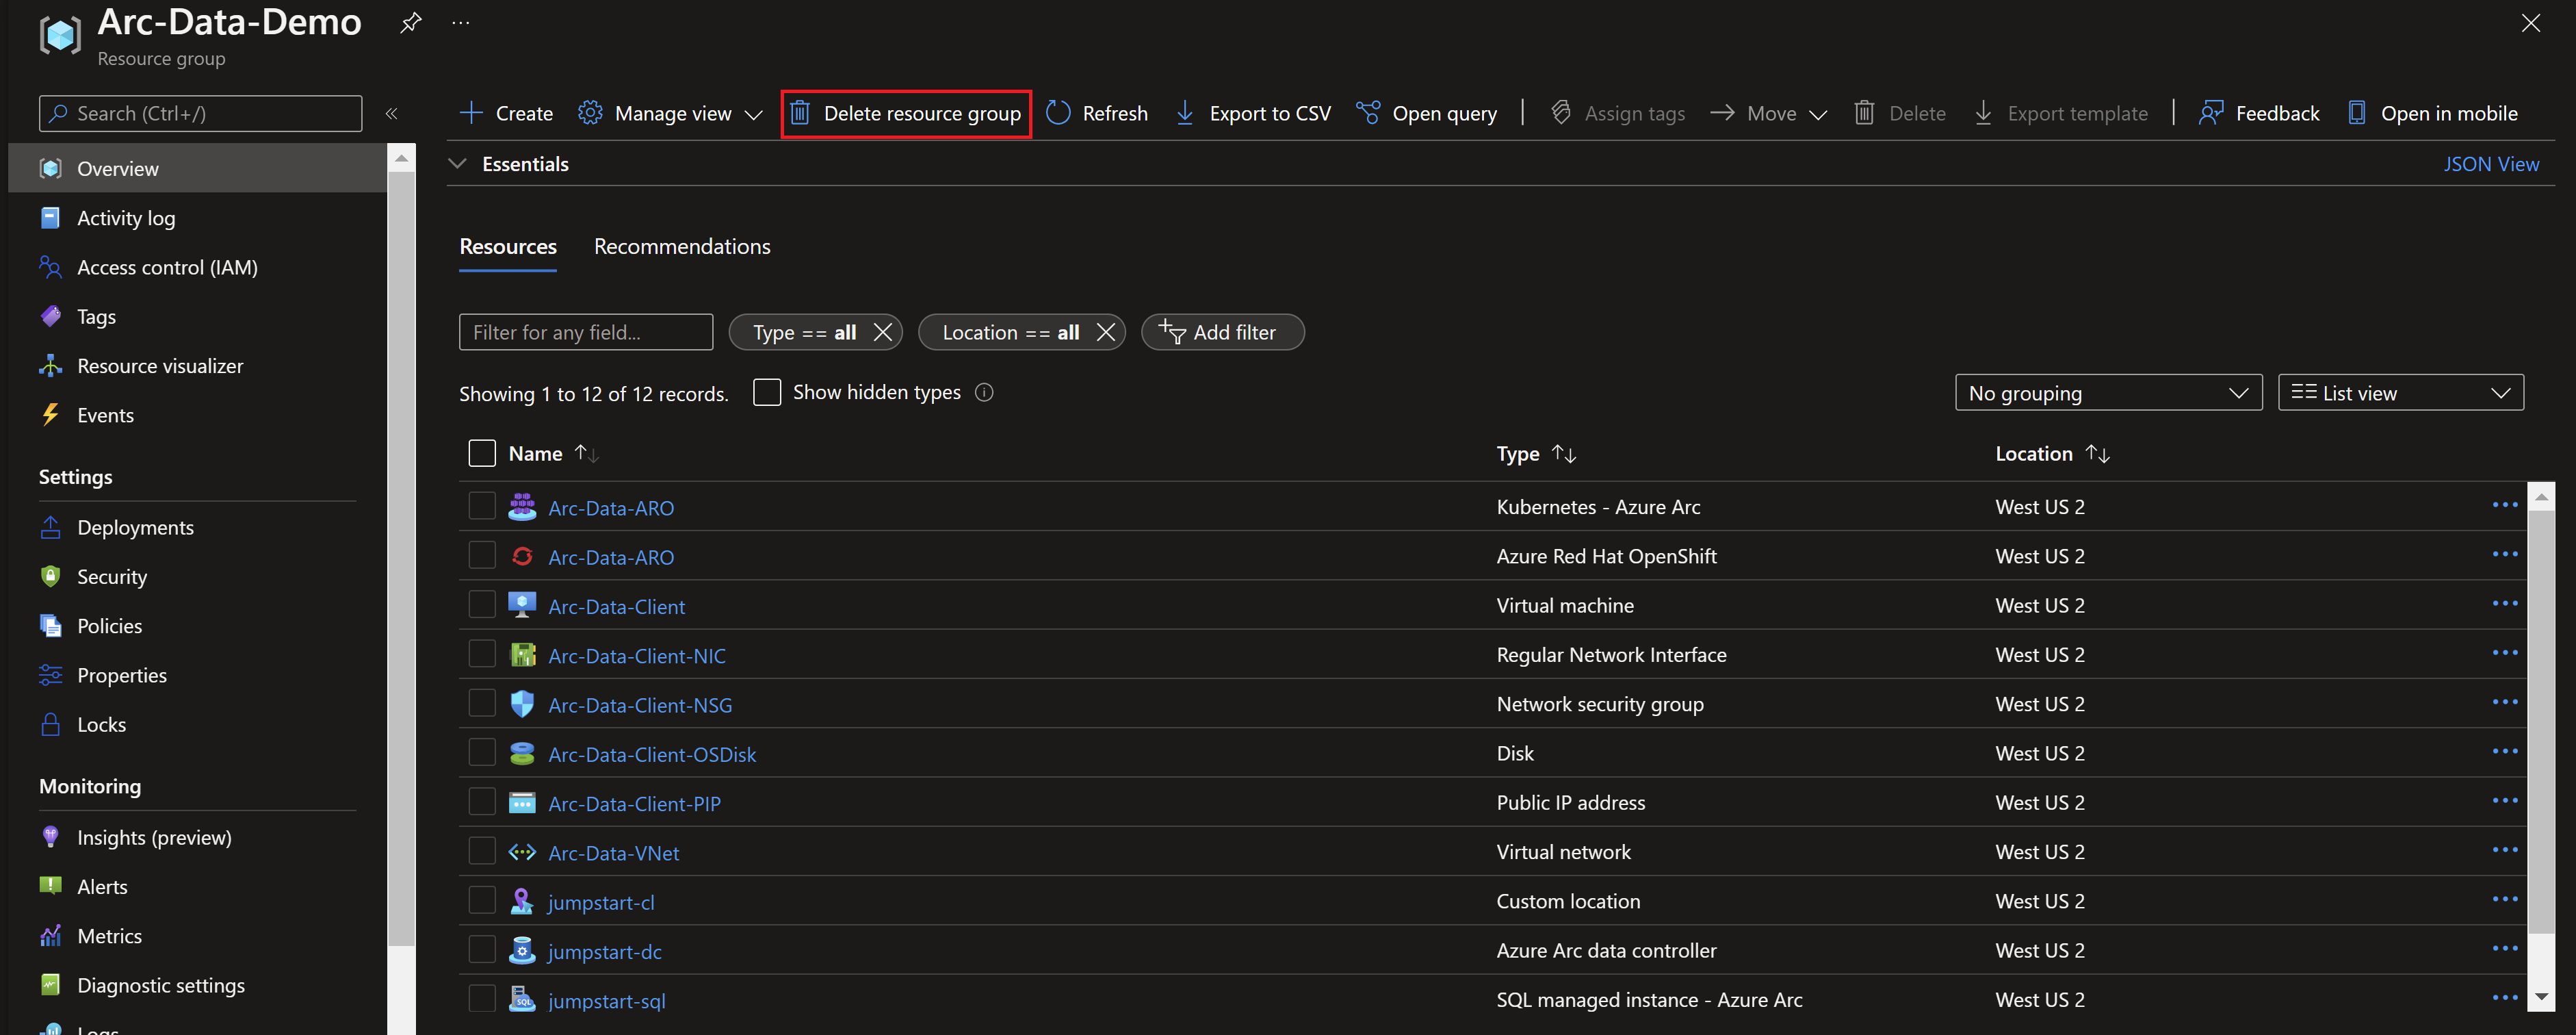 Arc-Data-Demo
Resource group
Search (Ctrl+/)
Overview
Activity log
Access control (IAM)
Tags
Resource visualizer
Events
Settings
Deployments
Security
Policies
Properties
Locks
Monitoring
Insights (preview)
Alerts
Metrics
Diagnostic settings
Logs
Create Manage view Delete resource group Refresh Export to CSV Open query Assign tags Move Delete Export template Feedback Open in mobile
Essentials JSON View
Resources Recommendations
Filter for any field... Type == all Location == all Add filter
Showing 1 to 12 of 12 records. Show hidden types No grouping List view
Name Type Location
Arc-Data-ARO Kubernetes - Azure Arc West US 2
Arc-Data-ARO Azure Red Hat OpenShift West US 2
Arc-Data-Client Virtual machine West US 2
Arc-Data-Client-NIC Regular Network Interface West US 2
Arc-Data-Client-NSG Network security group West US 2
Arc-Data-Client-OSDisk Disk West US 2
Arc-Data-Client-PIP Public IP address West US 2
Arc-Data-VNet Virtual network West US 2
jumpstart-cl Custom location West US 2
jumpstart-dc Azure Arc data controller West US 2
jumpstart-sql SQL managed instance - Azure Arc West US 2